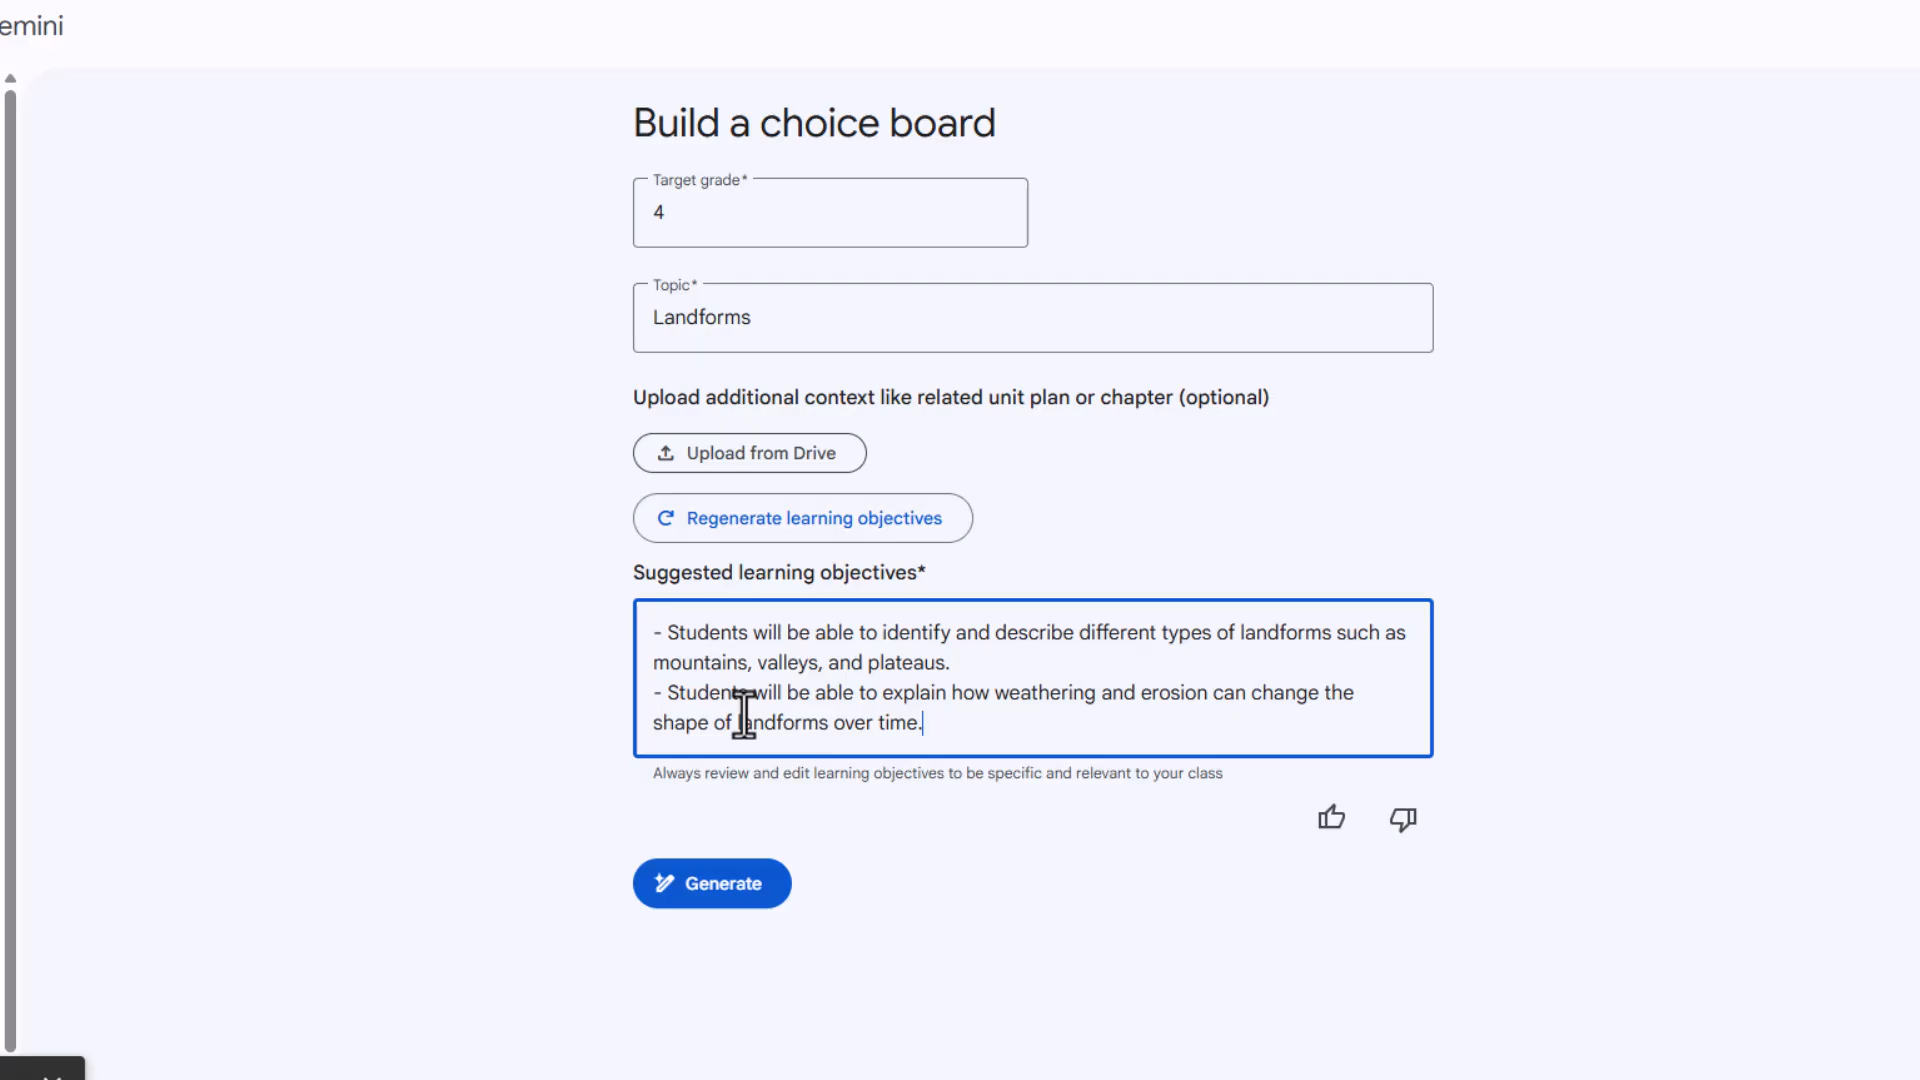 emini
Build a choice board
Target grade*
4
Topic*
Landforms
Upload additional context like related unit plan or chapter (optional)
Upload from Drive
Regenerate learning objectives
Suggested learning objectives*
- Students will be able to identify and describe different types of landforms such as
mountains, valleys, and plateaus.
- Students will be able to explain how weathering and erosion can change the
shape of landforms over time.
Always review and edit learning objectives to be specific and relevant to your class
Generate